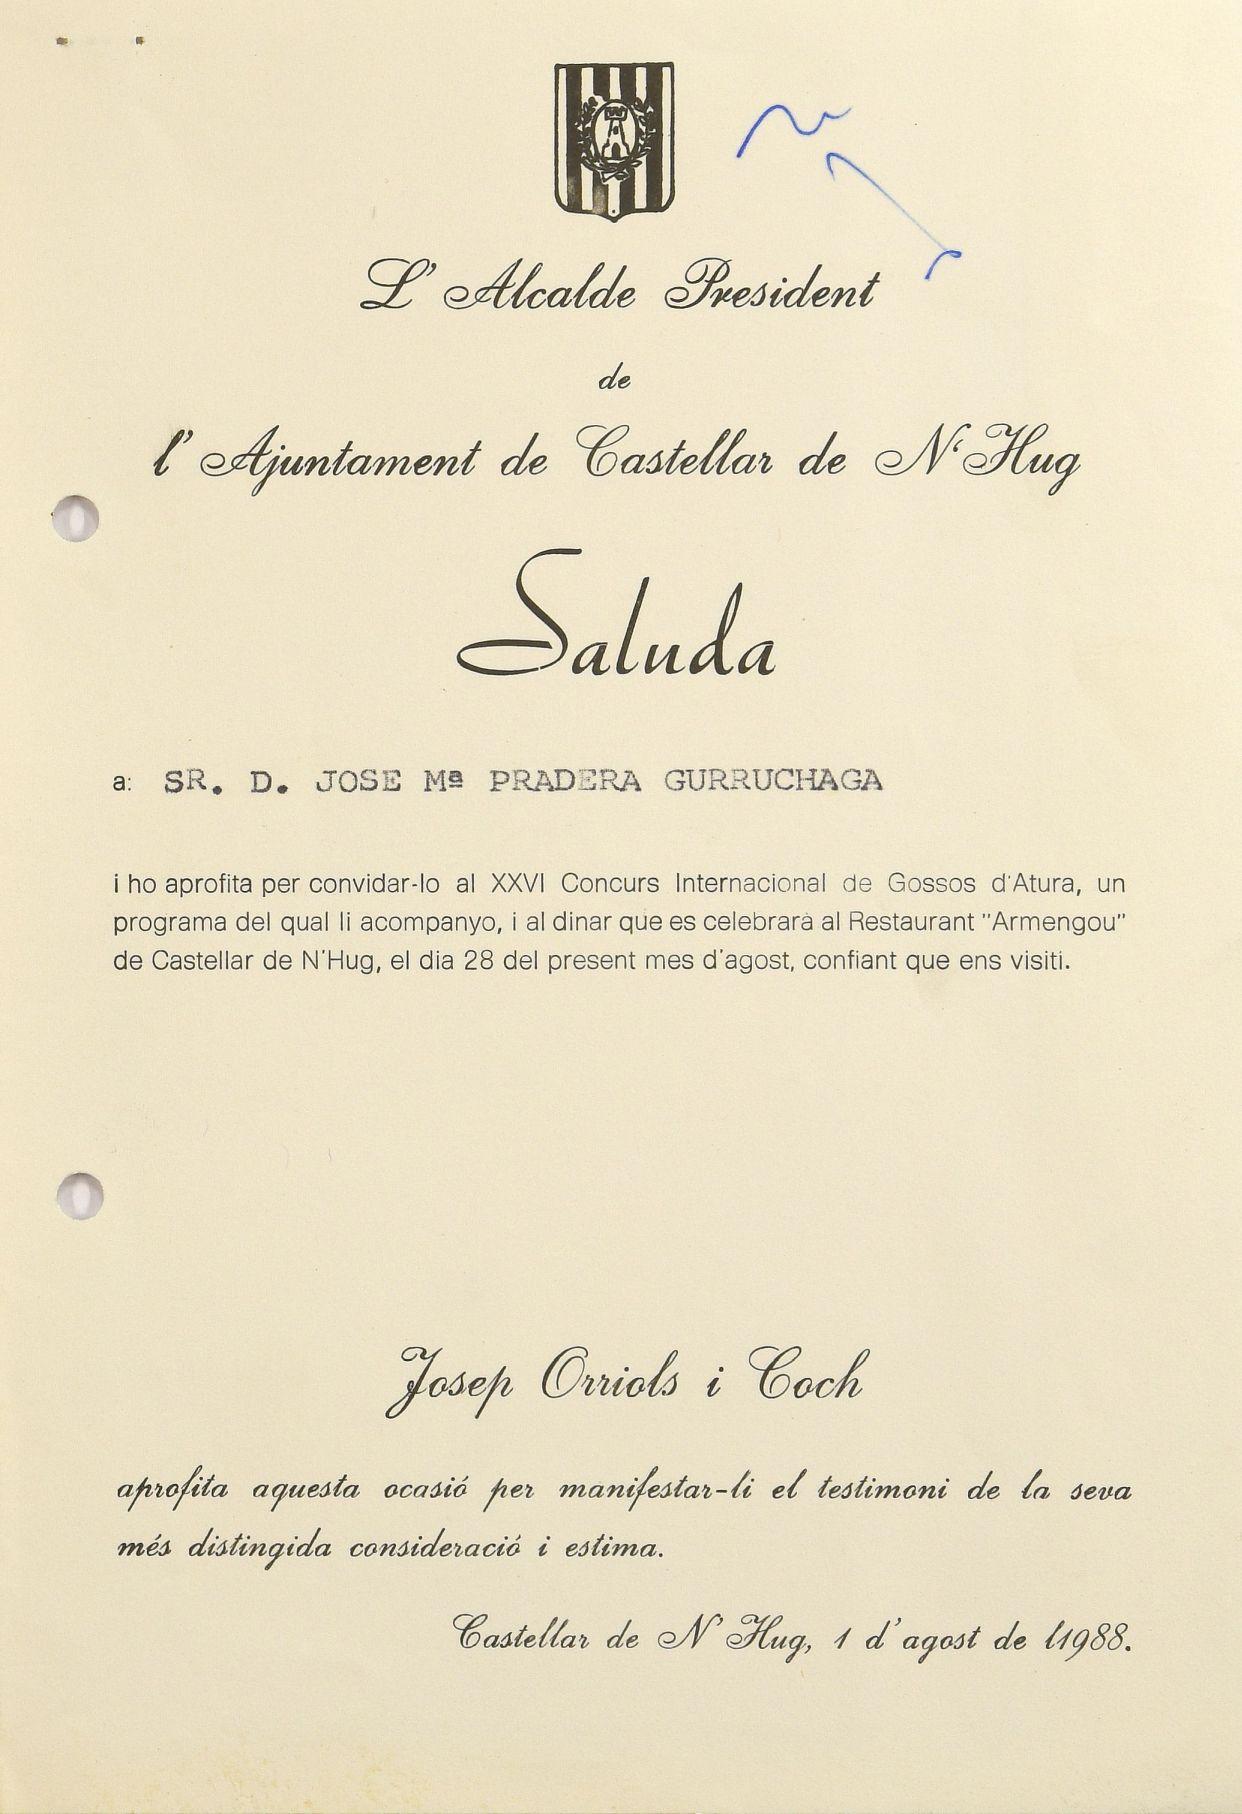 L' Alcalde President
de
l' Ajuntament de Castellar de N'Hug
Saluda
a: SR. D. JOSE Mª PRADERA GURRUCHAGA
i ho aprofita per convidar-lo al XXVI Concurs Internacional de Gossos d'Atura, un
programa del qual li acompanyo, i al dinar que es celebrarà al Restaurant "Armengou"
de Castellar de N'Hug, el dia 28 del present mes d'agost, confiant que ens visiti.
Josep Orriols i Coch
aprofita aquesta ocasió per manifestar-li el testimoni de la seva
més distingida consideració i estima.
Castellar de N' Hug, 1 d'agost de l1988.